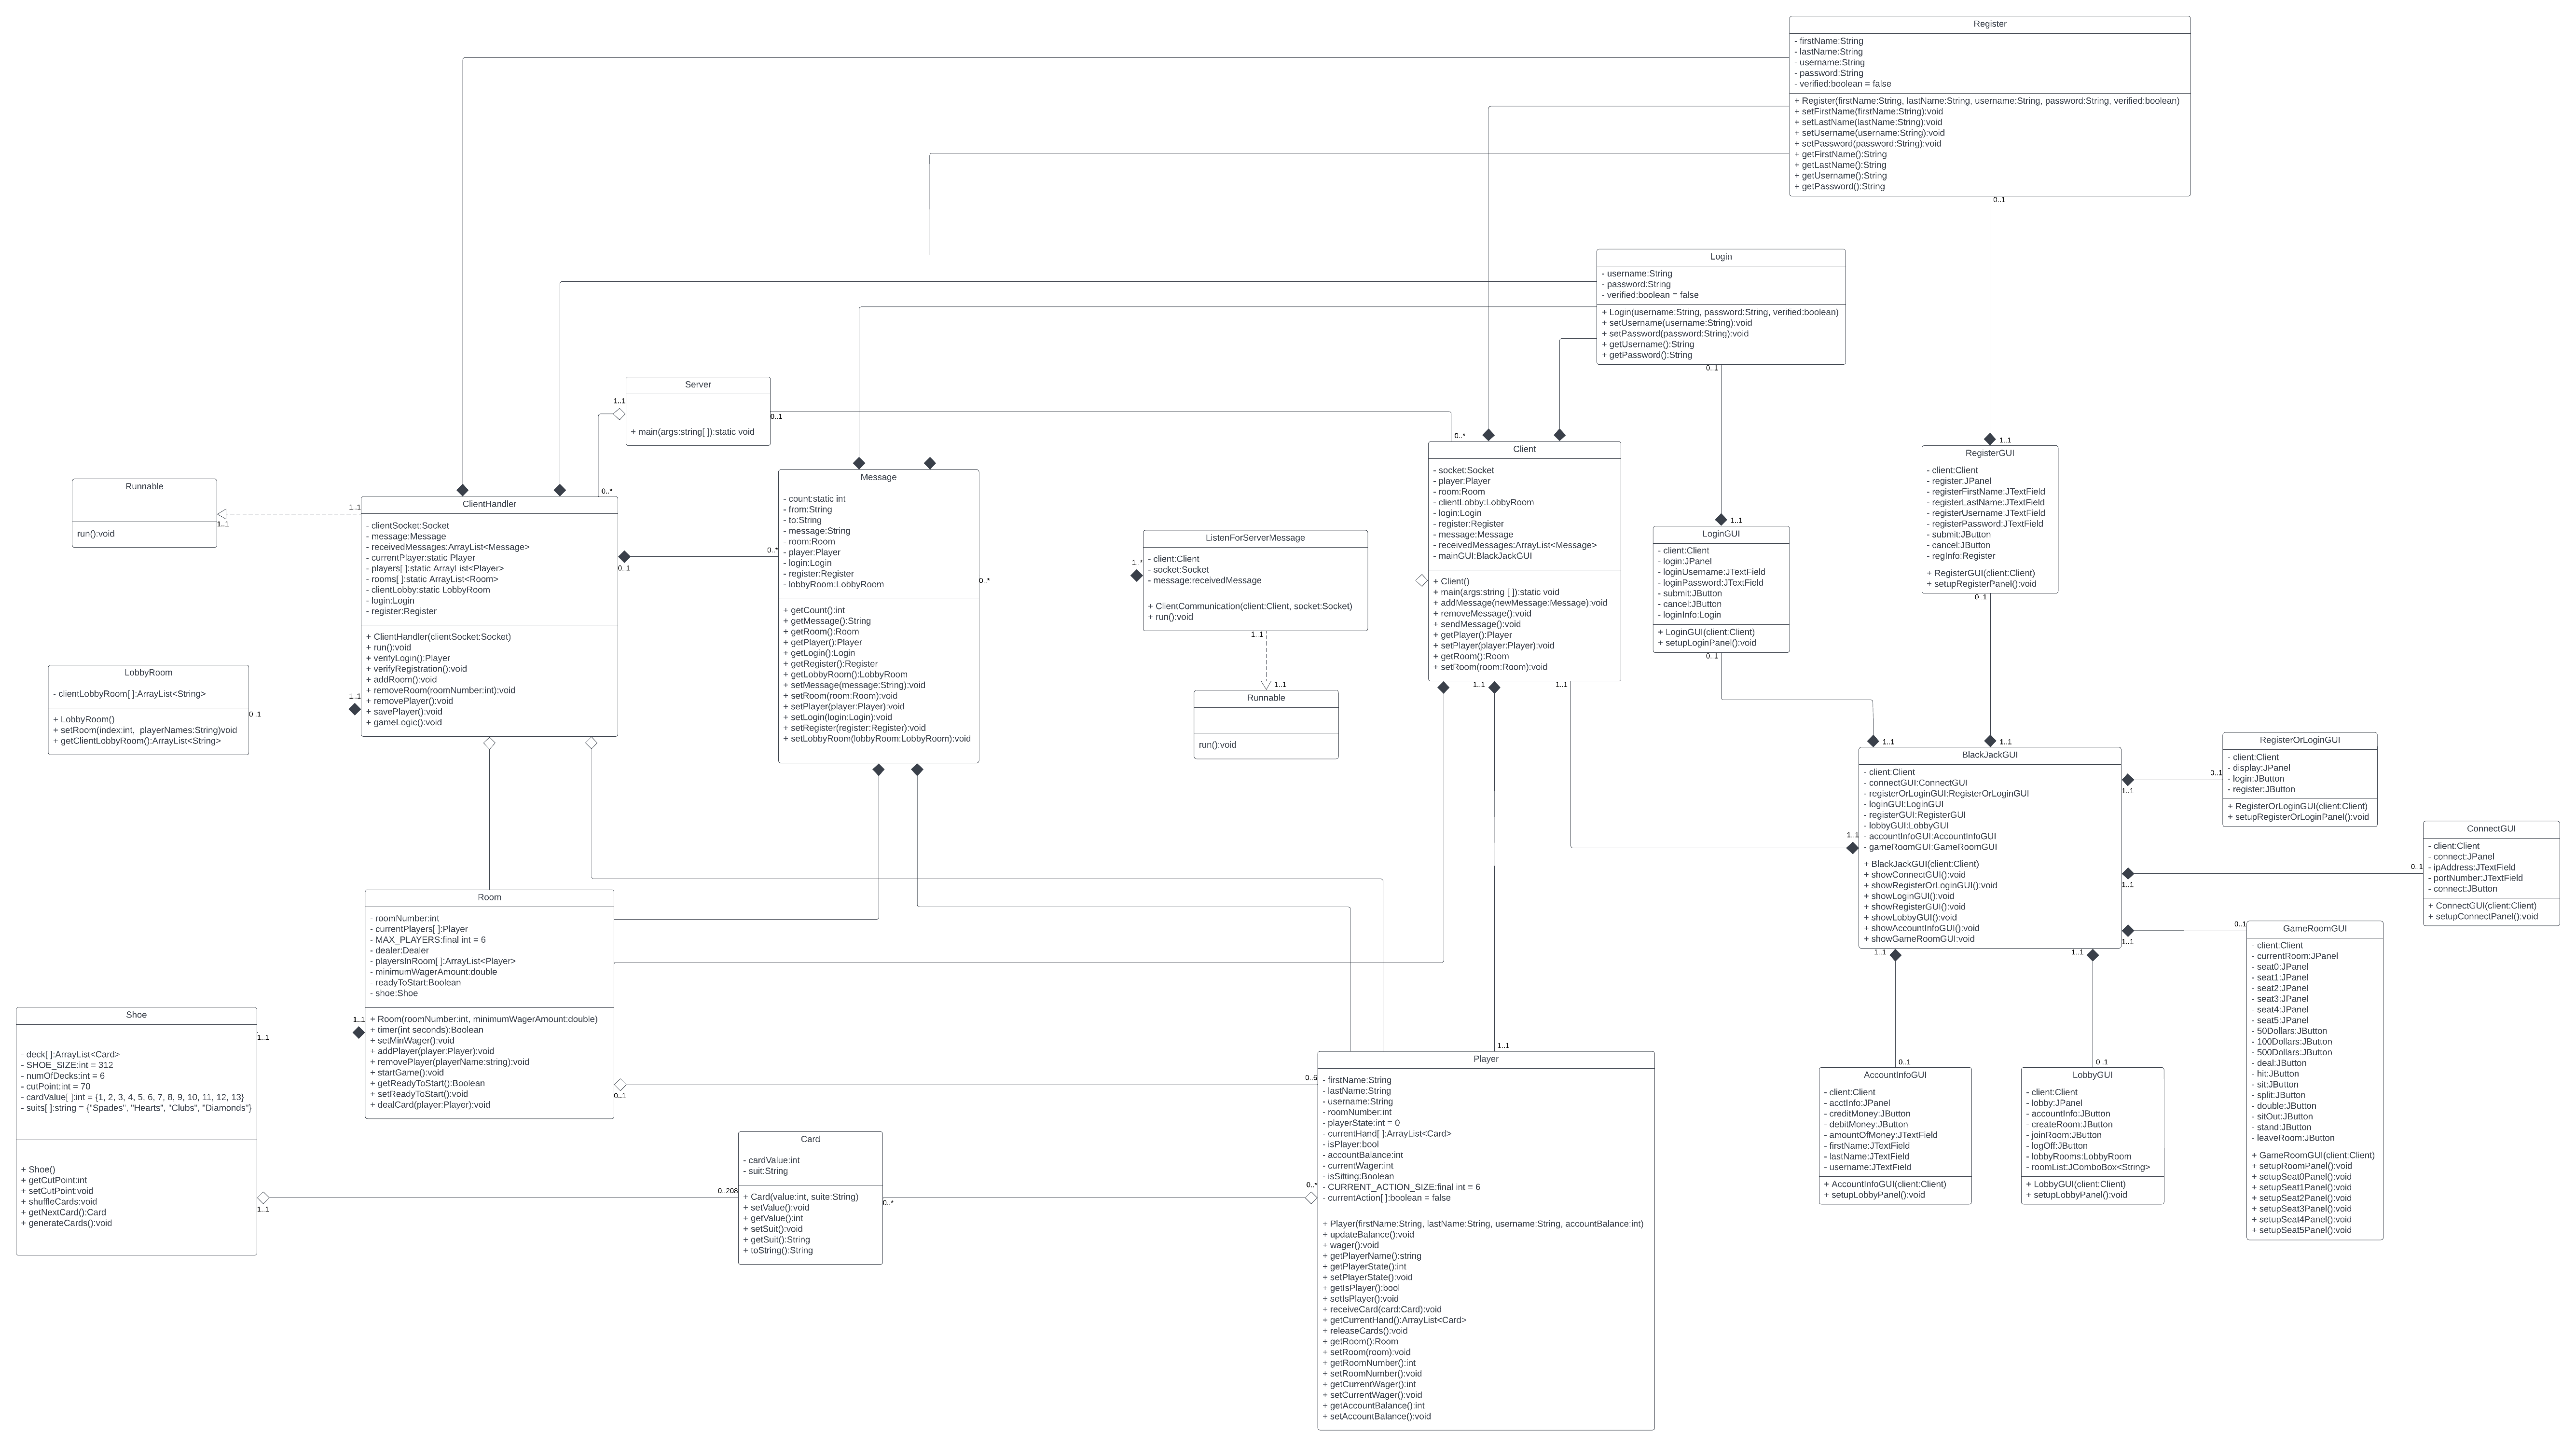 Register
- firstName:String
- lastName:String
- username:String
- password:String
- verified:boolean = false
+ Register(firstName:String, lastName:String, username:String, password:String, verified:boolean)
+ setFirstName(firstName:String):void
+ setLastName(lastName:String):void
+ setUsername(username:String):void
+ setPassword(password:String):void
+ getFirstName():String
+ getLastName():String
+ getUsername():String
+ getPassword():String
0..1
Login
- username:String
- password:String
- verified:boolean = false
+ Login(username:String, password:String, verified:boolean)
+ setUsername(username:String):void
+ setPassword(password:String):void
+ getUsername():String
+ getPassword():String
0..1
Server
+ main(args:string[ ]):static void
1..1
0..1
0..*
0..*
Runnable
run():void
1..1
1..1
ClientHandler
- clientSocket:Socket
- message:Message
- receivedMessages:ArrayList<Message>
- currentPlayer:static Player
- players[ ]:static ArrayList<Player>
- rooms[ ]:static ArrayList<Room>
- clientLobby:static LobbyRoom
- login:Login
- register:Register
+ ClientHandler(clientSocket:Socket)
+ run():void
+ verifyLogin():Player
+ verifyRegistration():void
+ addRoom():void
+ removeRoom(roomNumber:int):void
+ removePlayer():void
+ savePlayer():void
+ gameLogic():void
0..1
0..*
Message
- count:static int
- from:String
- to:String
- message:String
- room:Room
- player:Player
- login:Login
- register:Register
- lobbyRoom:LobbyRoom
+ getCount():int
+ getMessage():String
+ getRoom():Room
+ getPlayer():Player
+ getLogin():Login
+ getRegister():Register
+ getLobbyRoom():LobbyRoom
+ setMessage(message:String):void
+ setRoom(room:Room):void
+ setPlayer(player:Player):void
+ setLogin(login:Login):void
+ setRegister(register:Register):void
+ setLobbyRoom(lobbyRoom:LobbyRoom):void
0..*
1..*
ListenForServerMessage
- client:Client
- socket:Socket
- message:receivedMessage
+ ClientCommunication(client:Client, socket:Socket)
+ run():void
1..1
1..1
Runnable
run():void
Client
- socket:Socket
- player:Player
- room:Room
- clientLobby:LobbyRoom
- login:Login
- register:Register
- message:Message
- receivedMessages:ArrayList<Message>
- mainGUI:BlackJackGUI
+ Client()
+ main(args:string [ ]):static void
+ addMessage(newMessage:Message):void
+ removeMessage():void
+ sendMessage():void
+ getPlayer():Player
+ setPlayer(player:Player):void
+ getRoom():Room
+ setRoom(room:Room):void
1..1
1..1
1..1
LoginGUI
- client:Client
- login:JPanel
- loginUsername:JTextField
- loginPassword:JTextField
- submit:JButton
- cancel:JButton
- loginInfo:Login
+ LoginGUI(client:Client)
+ setupLoginPanel():void
0..1
1..1
RegisterGUI
- client:Client
- register:JPanel
- registerFirstName:JTextField
- registerLastName:JTextField
- registerUsername:JTextField
- registerPassword:JTextField
- submit:JButton
- cancel:JButton
- regInfo:Register
+ RegisterGUI(client:Client)
+ setupRegisterPanel():void
0..1
LobbyRoom
- clientLobbyRoom[ ]:ArrayList<String>
+ LobbyRoom()
+ setRoom(index:int,  playerNames:String)void
+ getClientLobbyRoom():ArrayList<String>
0..1
1..1
1..1
1..1
1..1
BlackJackGUI
- client:Client
- connectGUI:ConnectGUI
- registerOrLoginGUI:RegisterOrLoginGUI
- loginGUI:LoginGUI
- registerGUI:RegisterGUI
- lobbyGUI:LobbyGUI
- accountInfoGUI:AccountInfoGUI
- gameRoomGUI:GameRoomGUI
+ BlackJackGUI(client:Client)
+ showConnectGUI():void
+ showRegisterOrLoginGUI():void
+ showLoginGUI():void
+ showRegisterGUI():void
+ showLobbyGUI():void
+ showAccountInfoGUI():void
+ showGameRoomGUI:void
1..1
1..1
1..1
1..1
1..1
0..1
RegisterOrLoginGUI
- client:Client
- display:JPanel
- login:JButton
- register:JButton
+ RegisterOrLoginGUI(client:Client)
+ setupRegisterOrLoginPanel():void
0..1
ConnectGUI
- client:Client
- connect:JPanel
- ipAddress:JTextField
- portNumber:JTextField
- connect:JButton
+ ConnectGUI(client:Client)
+ setupConnectPanel():void
0..1
GameRoomGUI
- client:Client
- currentRoom:JPanel
- seat0:JPanel
- seat1:JPanel
- seat2:JPanel
- seat3:JPanel
- seat4:JPanel
- seat5:JPanel
- 50Dollars:JButton
- 100Dollars:JButton
- 500Dollars:JButton
- deal:JButton
- hit:JButton
- sit:JButton
- split:JButton
- double:JButton
- sitOut:JButton
- stand:JButton
- leaveRoom:JButton
+ GameRoomGUI(client:Client)
+ setupRoomPanel():void
+ setupSeat0Panel():void
+ setupSeat1Panel():void
+ setupSeat2Panel():void
+ setupSeat3Panel():void
+ setupSeat4Panel():void
+ setupSeat5Panel():void
Room
- roomNumber:int
- currentPlayers[ ]:Player
- MAX_PLAYERS:final int = 6
- dealer:Dealer
- playersInRoom[ ]:ArrayList<Player>
- minimumWagerAmount:double
- readyToStart:Boolean
- shoe:Shoe
+ Room(roomNumber:int, minimumWagerAmount:double)
+ timer(int seconds):Boolean
+ setMinWager():void
+ addPlayer(player:Player):void
+ removePlayer(playerName:string):void
+ startGame():void
+ getReadyToStart():Boolean
+ setReadyToStart():void
+ dealCard(player:Player):void
1..1
0..1
0..6
Shoe
- deck[ ]:ArrayList<Card>
- SHOE_SIZE:int = 312
- numOfDecks:int = 6
- cutPoint:int = 70
- cardValue[ ]:int = {1, 2, 3, 4, 5, 6, 7, 8, 9, 10, 11, 12, 13}
- suits[ ]:string = {"Spades", "Hearts", "Clubs", "Diamonds"}
+ Shoe()
+ getCutPoint:int
+ setCutPoint:void
+ shuffleCards:void
+ getNextCard():Card
+ generateCards():void
1..1
1..1
0..208
Card
- cardValue:int
- suit:String
+ Card(value:int, suite:String)
+ setValue():void
+ getValue():int
+ setSuit():void
+ getSuit():String
+ toString():String
0..*
0..*
1..1
Player
- firstName:String
- lastName:String
- username:String
- roomNumber:int
- playerState:int = 0
- currentHand[ ]:ArrayList<Card>
- isPlayer:bool
- accountBalance:int
- currentWager:int
- isSitting:Boolean
- CURRENT_ACTION_SIZE:final int = 6
- currentAction[ ]:boolean = false
+ Player(firstName:String, lastName:String, username:String, accountBalance:int)
+ updateBalance():void
+ wager():void
+ getPlayerName():string
+ getPlayerState():int
+ setPlayerState():void
+ getIsPlayer():bool
+ setIsPlayer():void
+ receiveCard(card:Card):void
+ getCurrentHand():ArrayList<Card>
+ releaseCards():void
+ getRoom():Room
+ setRoom(room):void
+ getRoomNumber():int
+ setRoomNumber():void
+ getCurrentWager():int
+ setCurrentWager():void
+ getAccountBalance():int
+ setAccountBalance():void
0..1
AccountInfoGUI
- client:Client
- acctInfo:JPanel
- creditMoney:JButton
- debitMoney:JButton
- amountOfMoney:JTextField
- firstName:JTextField
- lastName:JTextField
- username:JTextField
+ AccountInfoGUI(client:Client)
+ setupLobbyPanel():void
0..1
LobbyGUI
- client:Client
- lobby:JPanel
- accountInfo:JButton
- createRoom:JButton
- joinRoom:JButton
- logOff:JButton
- lobbyRooms:LobbyRoom
- roomList:JComboBox<String>
+ LobbyGUI(client:Client)
+ setupLobbyPanel():void